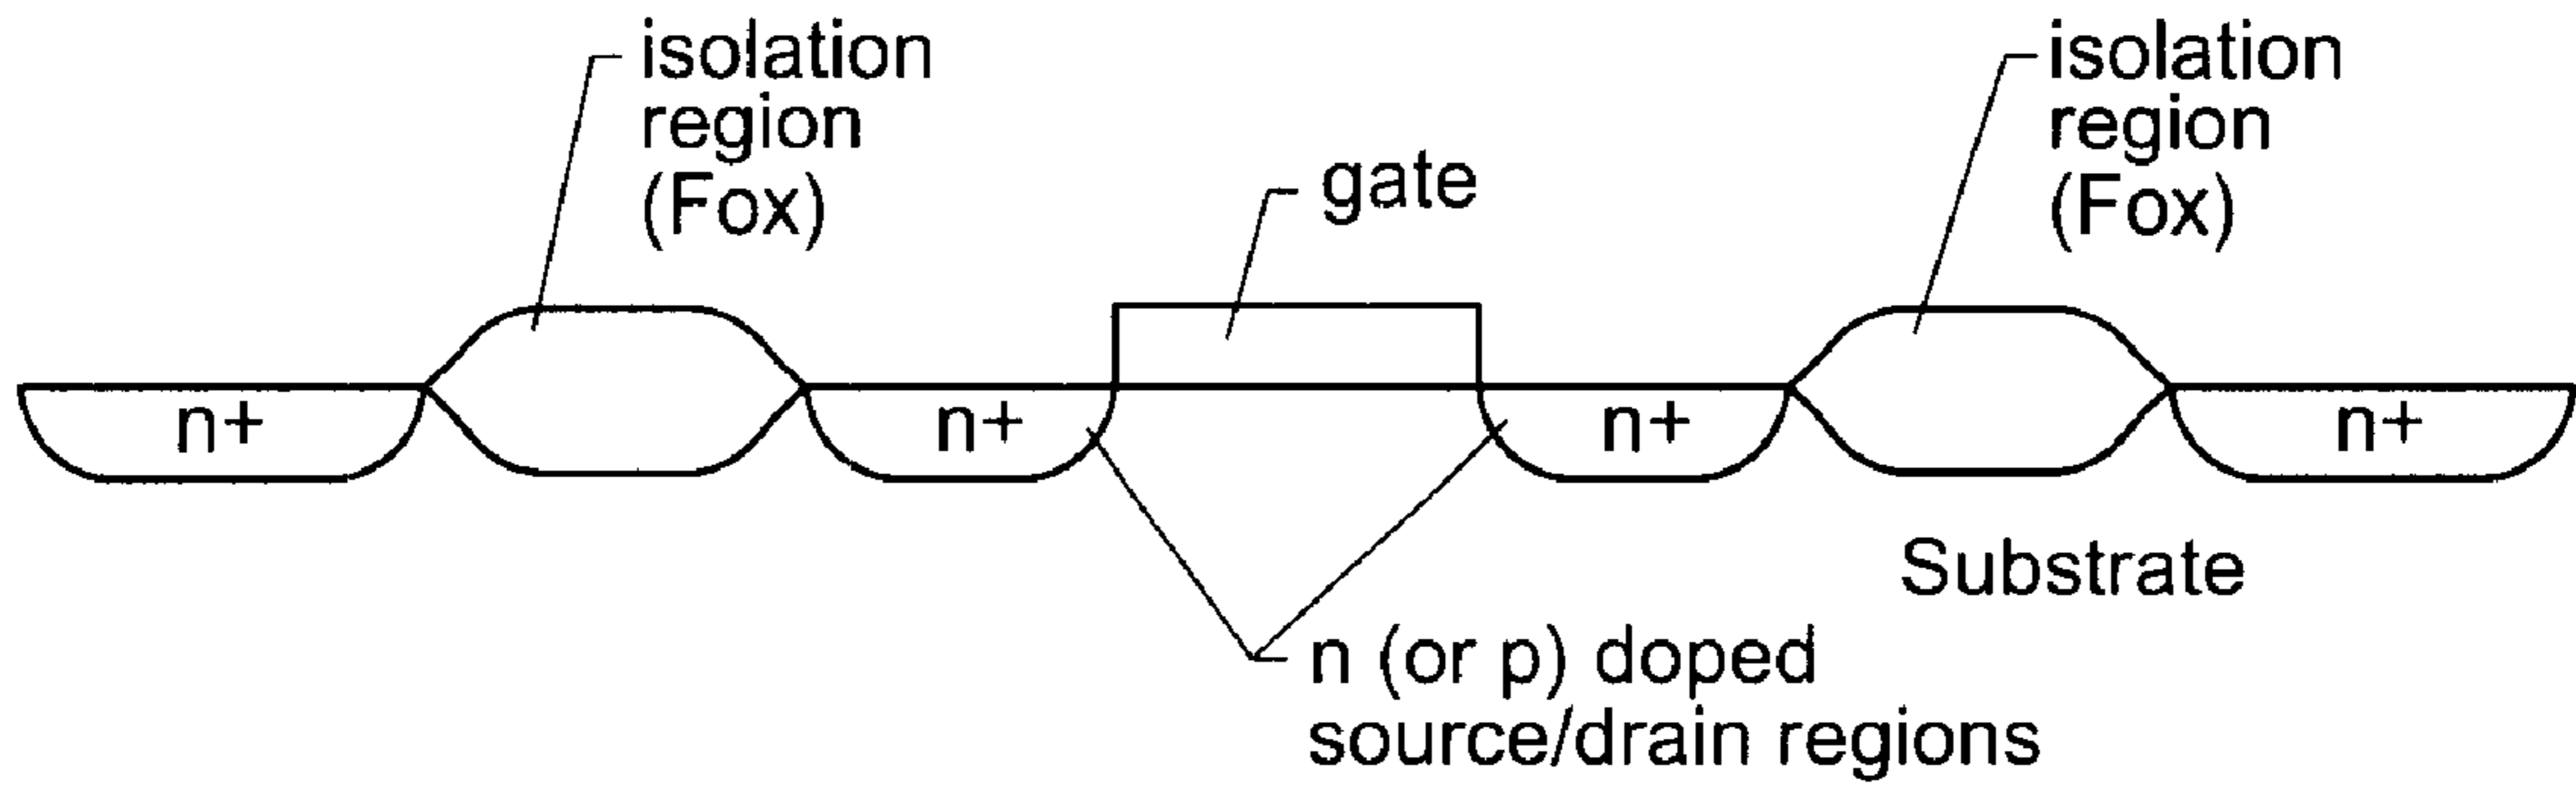 isolation
region
(Fox)
isolation
region
(Fox)
gate
n+
n+
n+
n+
Substrate
n (or p) doped
source/drain regions